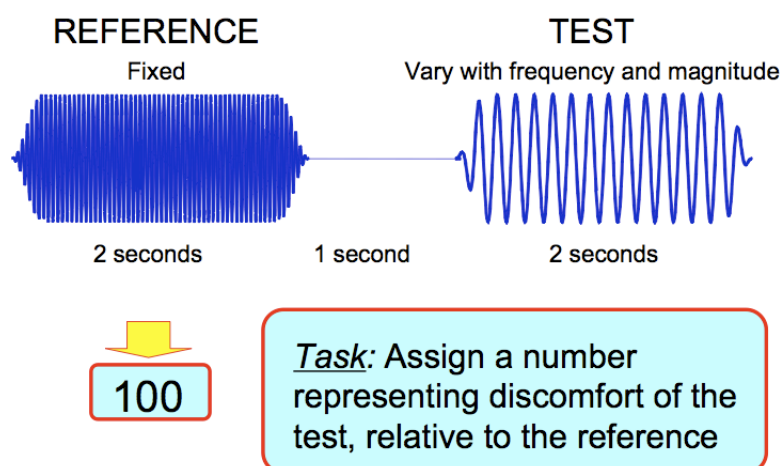 REFERENCE
TEST
Fixed
Vary with frequency and magnitude
2 seconds
1 second
2 seconds
100
Task: Assign a number
representing discomfort of the
test, relative to the reference